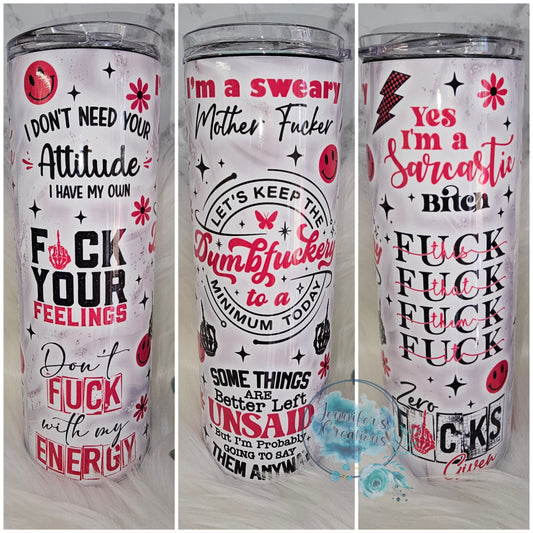 I DON'T NEED YOUR
Attitude
I HAVE MY OWN
F CK
YOUR
FEELINGS
Don't
FUCK
with my
ENERGY
I'm a sweary
Mother Fucker
LET'S KEEP THE
Dumbfuckery
to a
MINIMUM TODAY
SOME THINGS
ARE
Better Left
UNSAID
But I'm Probably
GOING TO SAY
THEM ANYWAY
Jennifer's
Creations
Yes
I'm a
Sarcastic
Bitch
FUCK this
FUCK that
FUCK them
FUCK it
Zero
F CKS
Given